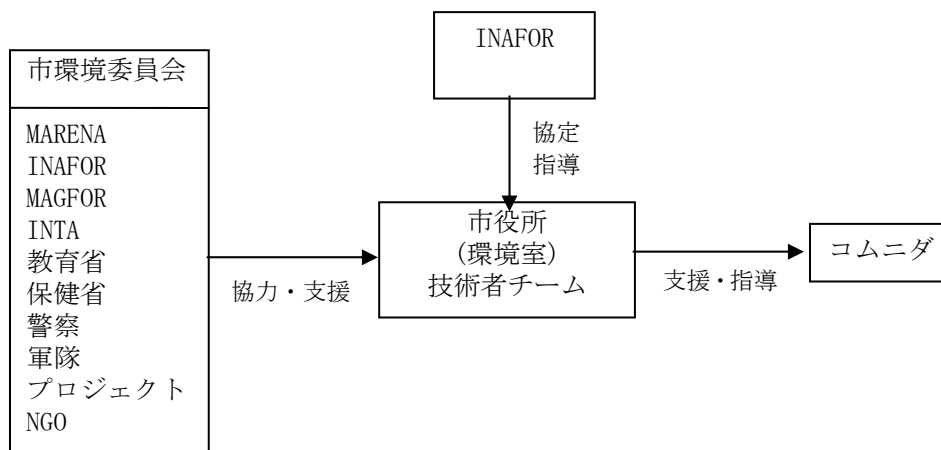 市環境委員会
MARENA
INAFOR
MAGFOR
INTA
教育省
保健省
警察
軍隊
プロジェクト
NGO
協力・支援
INAFOR
協定
指導
市役所
(環境室)
技術者チーム
支援・指導
コムニダ